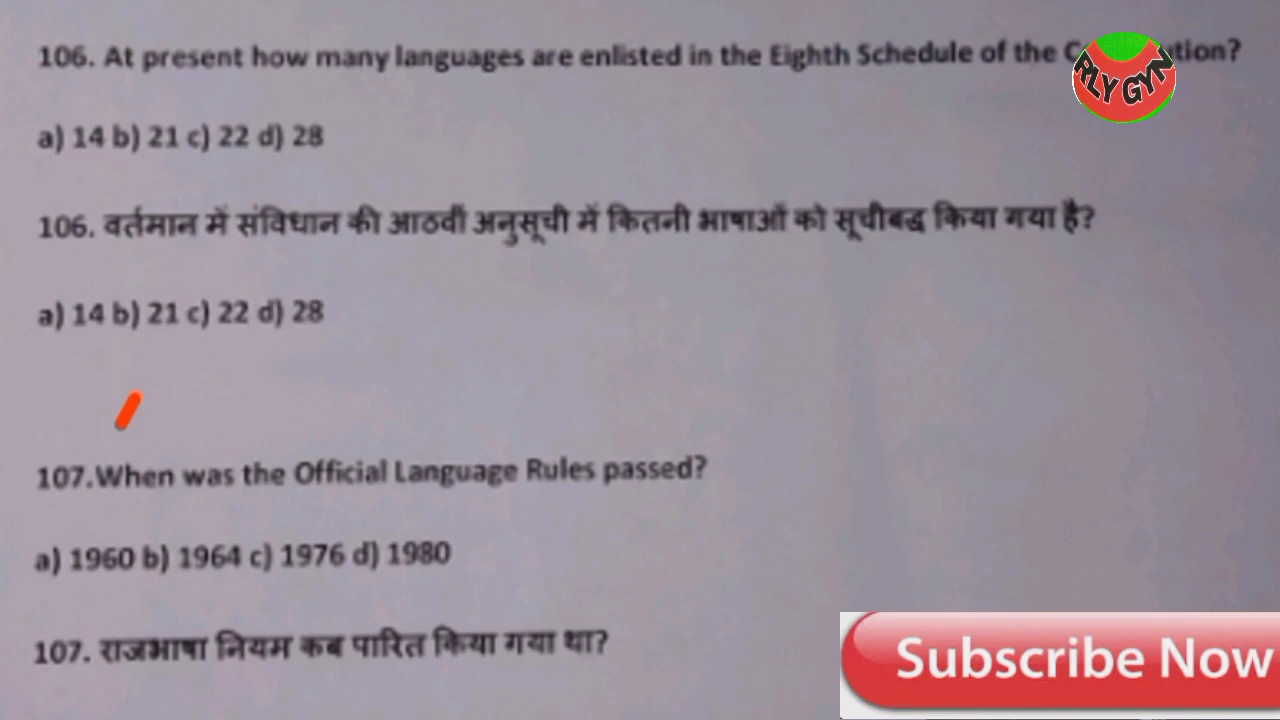 106. At present how many languages are enlisted in the Eighth Schedule of the
RLY GYN
a) 14 b) 21 c) 22 d) 28
106. वर्तमान में संविधान की आठवीं अनुसूची में कितनी भाषाओं को सूचीबद्ध किया गया है?
a) 14 b) 21 c) 22 d) 28
107.When was the Official Language Rules passed?
a) 1960 b) 1964 c) 1976 d) 1980
107. राजभाषा नियम कब पारित किया गया था?
Subscribe Now